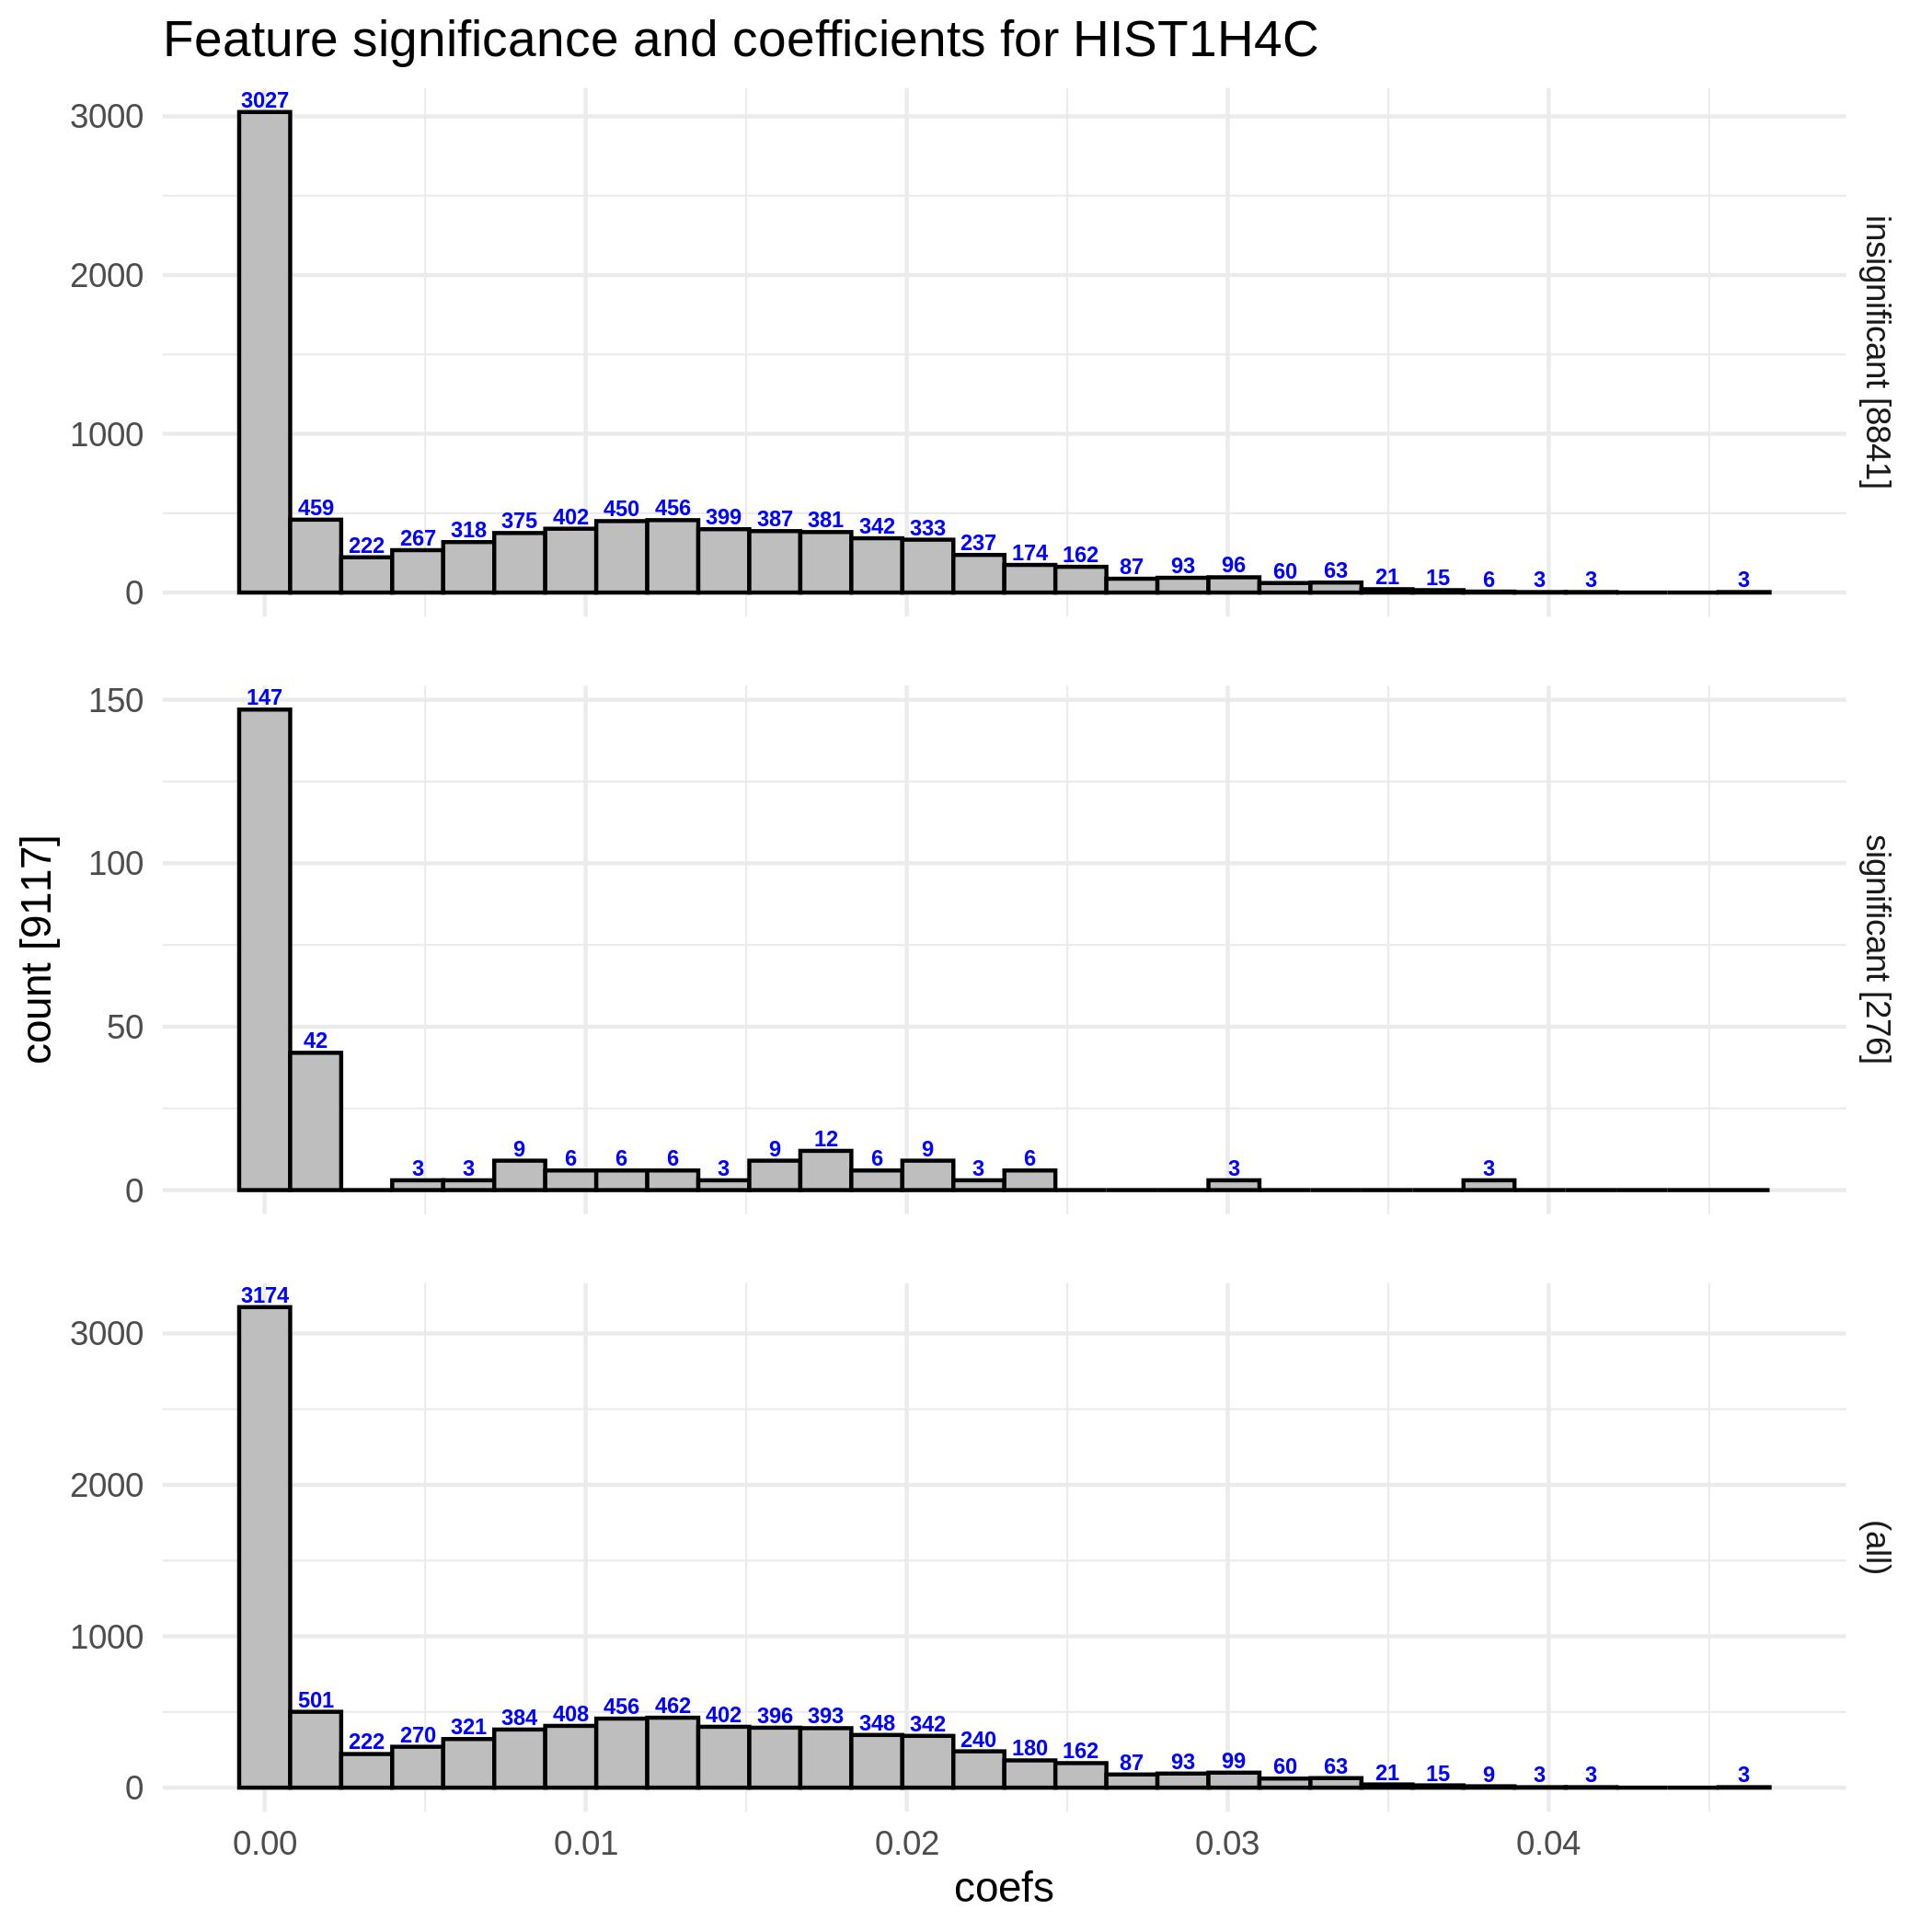 Feature significance and coefficients for HIST1H4C
3027
3000
2000
1000
0
459 222 267 318 375 402 450 456 399 387 381 342 333 237 174 162 87 93 96 60 63 21 15 6 3 3 3
insignificant [8841]
147
150
100
50
0
42 3 3 9 6 6 6 3 9 12 6 9 3 6 3 3
significant [276]
count [9117]
3174
3000
2000
1000
0
501 222 270 321 384 408 456 462 402 396 393 348 342 240 180 162 87 93 99 60 63 21 15 9 3 3 3
(all)
0.00 0.01 0.02 0.03 0.04
coefs